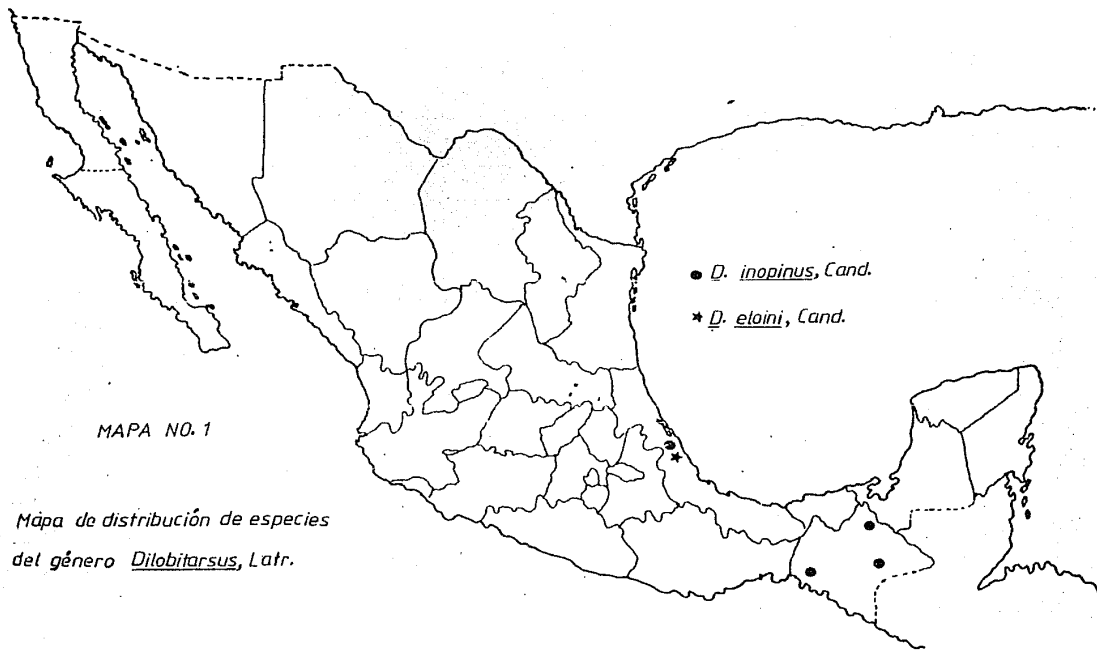 ● D. inopinus, Cand.
★ D. eloini, Cand.
MAPA NO. 1
Mapa de distribución de especies
del género Dilobitarsus, Latr.